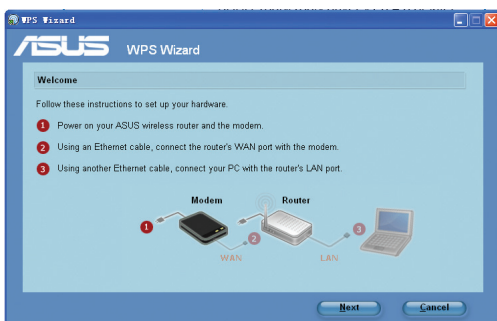 WPS Wizard
ASUS WPS Wizard
Welcome
Follow these instructions to set up your hardware.
1 Power on your ASUS wireless router and the modem.
2 Using an Ethernet cable, connect the router's WAN port with the modem.
3 Using another Ethernet cable, connect your PC with the router's LAN port.
Modem Router
1 2 3
WAN LAN
Next Cancel